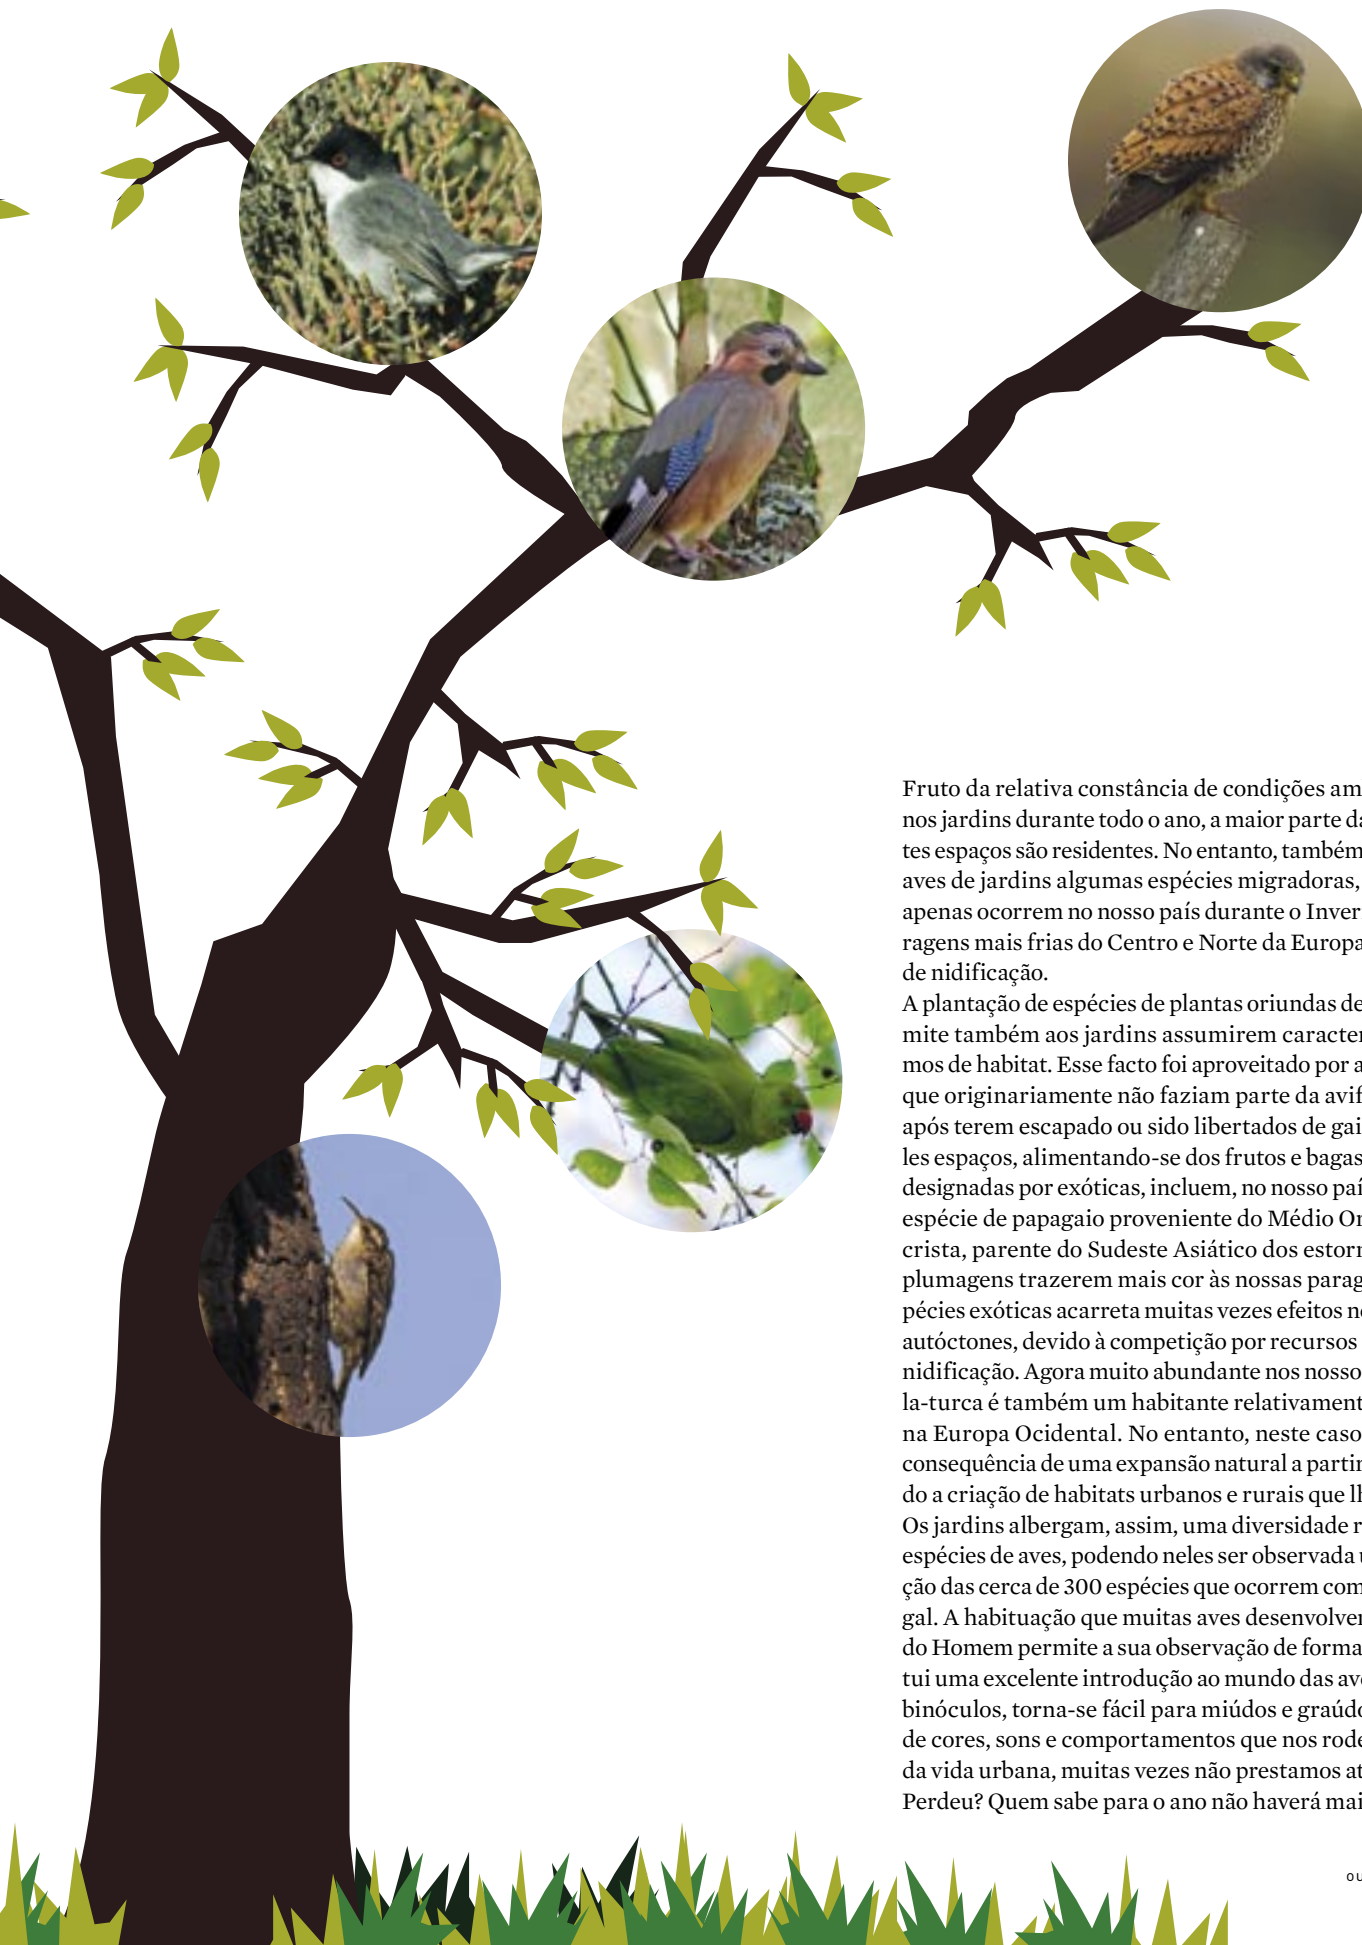 Fruto da relativa constância de condições am
nos jardins durante todo o ano, a maior parte da
tes espaços são residentes. No entanto, também
aves de jardins algumas espécies migradoras,
apenas ocorrem no nosso país durante o Inver
ragens mais frias do Centro e Norte da Europa
de nidificação.
A plantação de espécies de plantas oriundas de
mite também aos jardins assumirem caracter
mos de habitat. Esse facto foi aproveitado por a
que originariamente não faziam parte da avif
após terem escapado ou sido libertados de gai
les espaços, alimentando-se dos frutos e bagas
designadas por exóticas, incluem, no nosso paí
espécie de papagaio proveniente do Médio Or
crista, parente do Sudeste Asiático dos estorn
plumagens trazerem mais cor às nossas parag
pécies exóticas acarreta muitas vezes efeitos ne
autóctones, devido à competição por recursos
nidificação. Agora muito abundante nos nosso
la-turca é também um habitante relativament
na Europa Ocidental. No entanto, neste caso
consequência de uma expansão natural a partir
do a criação de habitats urbanos e rurais que lh
Os jardins albergam, assim, uma diversidade r
espécies de aves, podendo neles ser observada u
ção das cerca de 300 espécies que ocorrem com
gal. A habituação que muitas aves desenvolver
do Homem permite a sua observação de forma
tui uma excelente introdução ao mundo das ave
binóculos, torna-se fácil para miúdos e graúdo
de cores, sons e comportamentos que nos rode
da vida urbana, muitas vezes não prestamos at
Perdeu? Quem sabe para o ano não haverá mai
ou